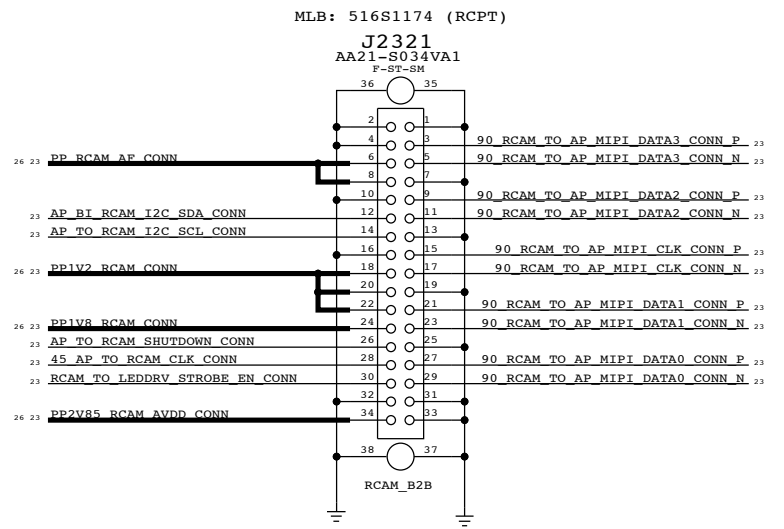 MLB: 516S1174 (RCPT)
J2321
AA21-S034VA1
F-ST-SM
36 35
2 1
4 3 90_RCAM_TO_AP_MIPI_DATA3_CONN_P 23
26 23 PP_RCAM_AF_CONN 6 5 90_RCAM_TO_AP_MIPI_DATA3_CONN_N 23
8 7
10 9 90_RCAM_TO_AP_MIPI_DATA2_CONN_P 23
23 AP_BI_RCAM_I2C_SDA_CONN 12 11 90_RCAM_TO_AP_MIPI_DATA2_CONN_N 23
23 AP_TO_RCAM_I2C_SCL_CONN 14 13
16 15 90_RCAM_TO_AP_MIPI_CLK_CONN_P 23
26 23 PP1V2_RCAM_CONN 18 17 90_RCAM_TO_AP_MIPI_CLK_CONN_N 23
20 19
22 21 90_RCAM_TO_AP_MIPI_DATA1_CONN_P 23
26 23 PP1V8_RCAM_CONN 24 23 90_RCAM_TO_AP_MIPI_DATA1_CONN_N 23
23 AP_TO_RCAM_SHUTDOWN_CONN 26 25
23 45_AP_TO_RCAM_CLK_CONN 28 27 90_RCAM_TO_AP_MIPI_DATA0_CONN_P 23
23 RCAM_TO_LEDDRV_STROBE_EN_CONN 30 29 90_RCAM_TO_AP_MIPI_DATA0_CONN_N 23
32 31
26 23 PP2V85_RCAM_AVDD_CONN 34 33
38 37
RCAM_B2B